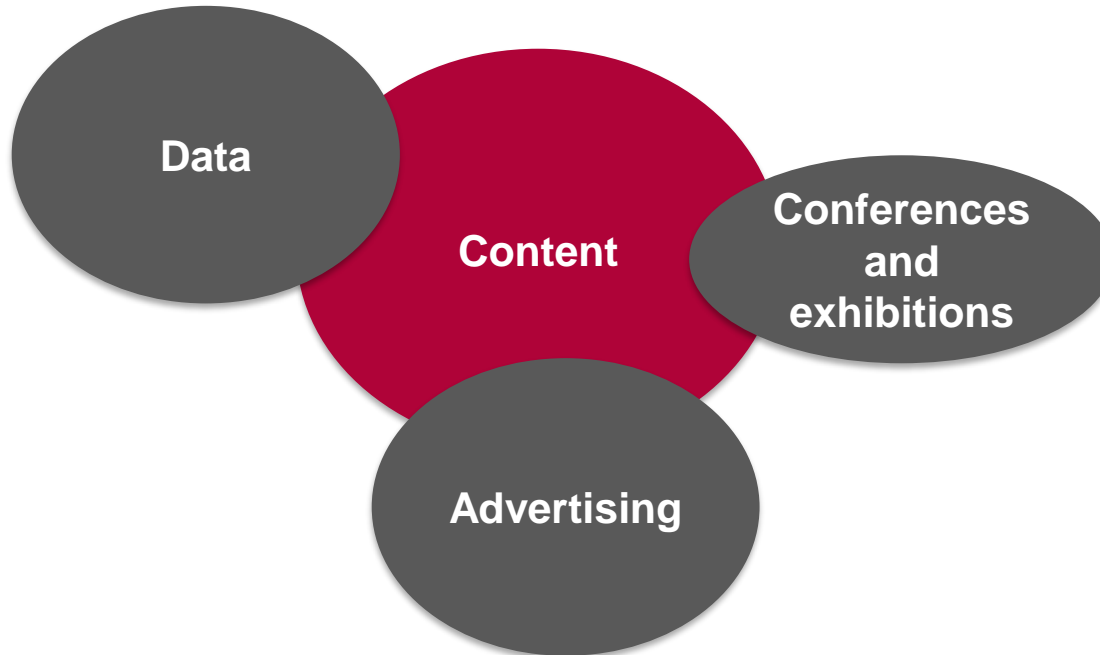 Data
Content
Conferences
and
exhibitions
Advertising